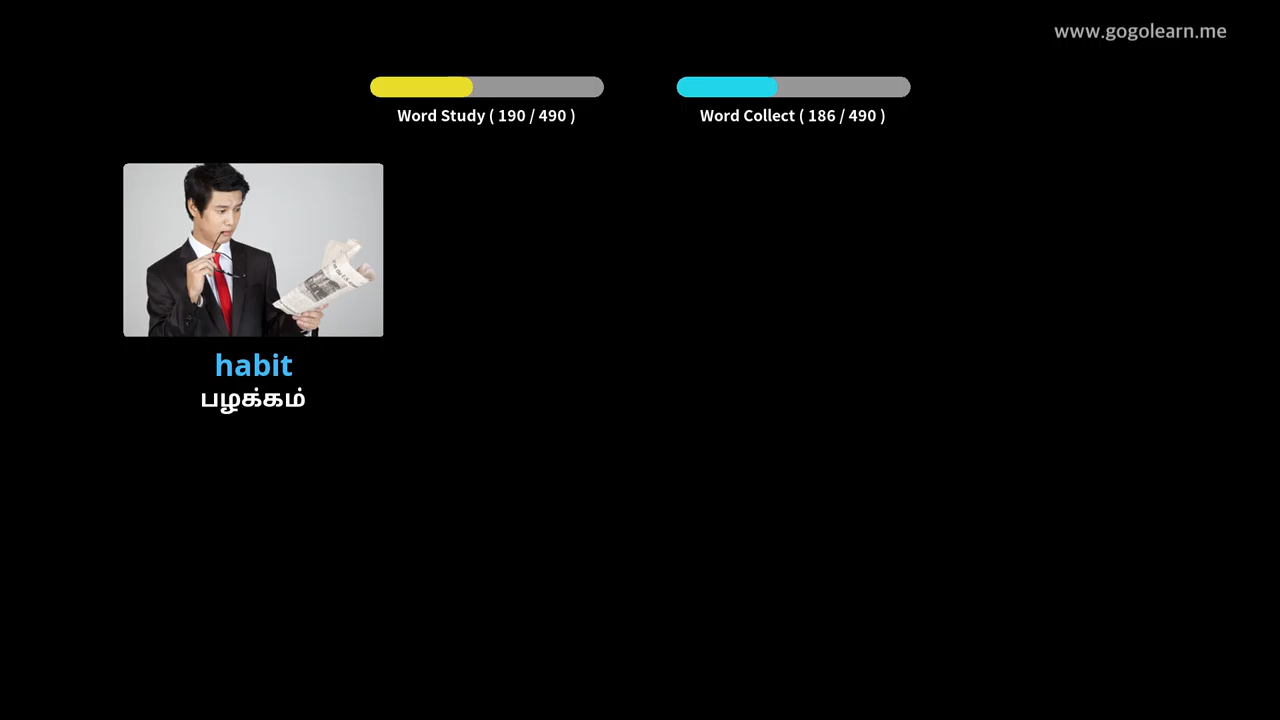 www.gogolearn.me
Word Study ( 190 / 490 )
Word Collect ( 186 / 490 )
habit
பழக்கம்